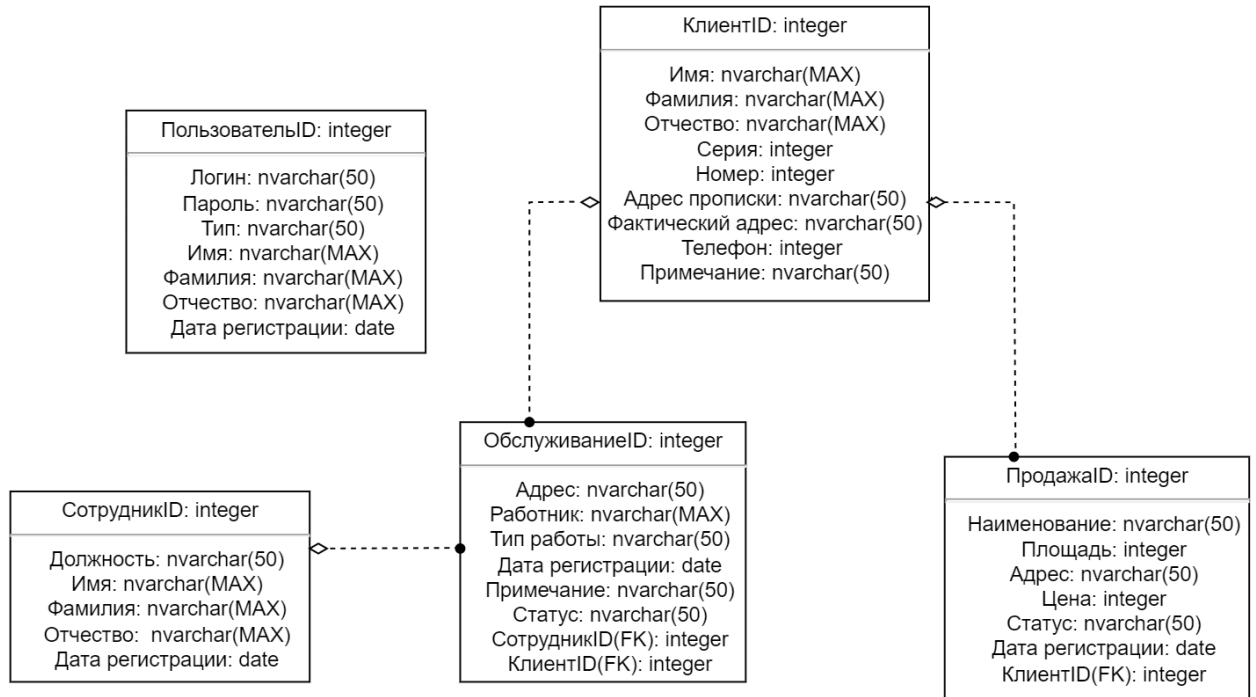 КлиентID: integer
Имя: nvarchar(MAX)
Фамилия: nvarchar(MAX)
Отчество: nvarchar(MAX)
Серия: integer
Номер: integer
Адрес прописки: nvarchar(50)
Фактический адрес: nvarchar(50)
Телефон: integer
Примечание: nvarchar(50)
ПользовательID: integer
Логин: nvarchar(50)
Пароль: nvarchar(50)
Тип: nvarchar(50)
Имя: nvarchar(MAX)
Фамилия: nvarchar(MAX)
Отчество: nvarchar(MAX)
Дата регистрации: date
ОбслуживаниеID: integer
Адрес: nvarchar(50)
Работник: nvarchar(MAX)
Тип работы: nvarchar(50)
Дата регистрации: date
Примечание: nvarchar(50)
Статус: nvarchar(50)
СотрудникID(FK): integer
КлиентID(FK): integer
ПродажаID: integer
Наименование: nvarchar(50)
Площадь: integer
Адрес: nvarchar(50)
Цена: integer
Статус: nvarchar(50)
Дата регистрации: date
КлиентID(FK): integer
СотрудникID: integer
Должность: nvarchar(50)
Имя: nvarchar(MAX)
Фамилия: nvarchar(MAX)
Отчество:  nvarchar(MAX)
Дата регистрации: date